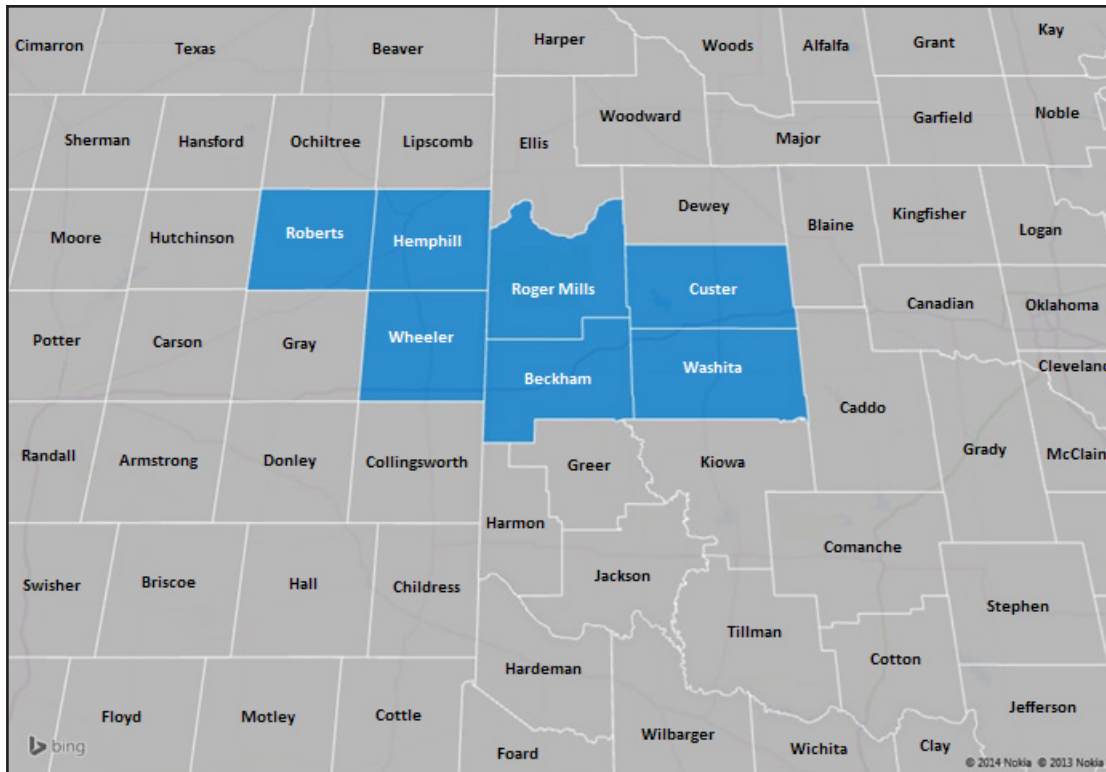 Cimarron
Texas
Beaver
Harper
Woods
Alfalfa
Grant
Kay
Sherman
Hansford
Ochiltree
Lipscomb
Ellis
Woodward
Major
Garfield
Noble
Moore
Hutchinson
Roberts
Hemphill
Roger Mills
Dewey
Custer
Blaine
Kingfisher
Logan
Potter
Carson
Gray
Wheeler
Beckham
Washita
Canadian
Oklahoma
Cleveland
Caddo
Randall
Armstrong
Donley
Collingsworth
Greer
Kiowa
Grady
McClain
Harmon
Comanche
Swisher
Briscoe
Hall
Childress
Jackson
Tillman
Stephen
Cotton
Hardeman
Floyd
Motley
Cottle
Foard
Wilbarger
Wichita
Clay
Jefferson
bing
© 2014 Nokia © 2013 Nokia